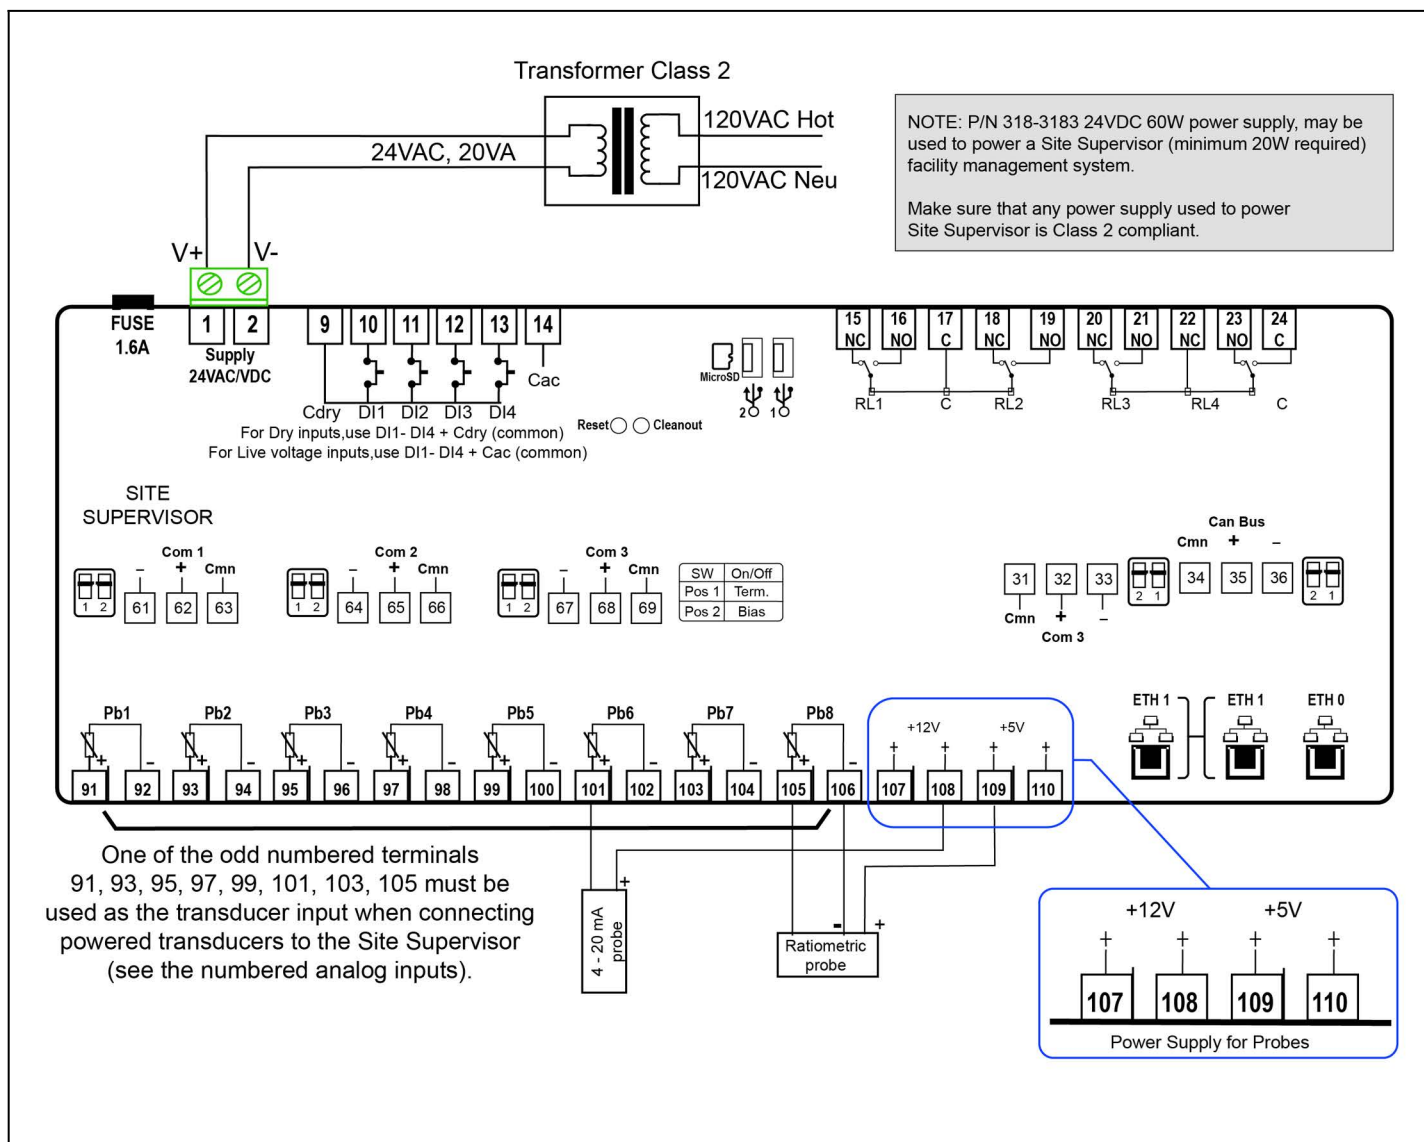 Transformer Class 2
120VAC Hot
24VAC, 20VA
120VAC Neu
NOTE: P/N 318-3183 24VDC 60W power supply, may be
used to power a Site Supervisor (minimum 20W required)
facility management system.
Make sure that any power supply used to power
Site Supervisor is Class 2 compliant.
V+ V-
FUSE
1.6A
1 2
Supply
24VAC/VDC
9 10 11 12 13 14
Cac
Cdry DI1 DI2 DI3 DI4
For Dry inputs,use DI1- DI4 + Cdry (common)
For Live voltage inputs,use DI1- DI4 + Cac (common)
Reset Cleanout
MicroSD
2 1
15 16 17 18 19 20 21 22 23 24
NC NO C NC NO NC NO NC NO C
RL1 C RL2 RL3 RL4 C
SITE
SUPERVISOR
Com 1
– + Cmn
1 2 61 62 63
Com 2
– + Cmn
1 2 64 65 66
Com 3
– + Cmn
1 2 67 68 69
SW On/Off
Pos 1 Term.
Pos 2 Bias
31 32 33
Cmn + –
Com 3
Can Bus
Cmn + –
2 1 34 35 36 2 1
Pb1 Pb2 Pb3 Pb4 Pb5 Pb6 Pb7 Pb8
+ – + – + – + – + – + – + – + –
+12V +5V
+ + + +
91 92 93 94 95 96 97 98 99 100 101 102 103 104 105 106 107 108 109 110
ETH 1 ETH 1 ETH 0
One of the odd numbered terminals
91, 93, 95, 97, 99, 101, 103, 105 must be
used as the transducer input when connecting
powered transducers to the Site Supervisor
(see the numbered analog inputs).
+
4 - 20 mA
probe
- +
Ratiometric
probe
+12V +5V
+ + + +
107 108 109 110
Power Supply for Probes